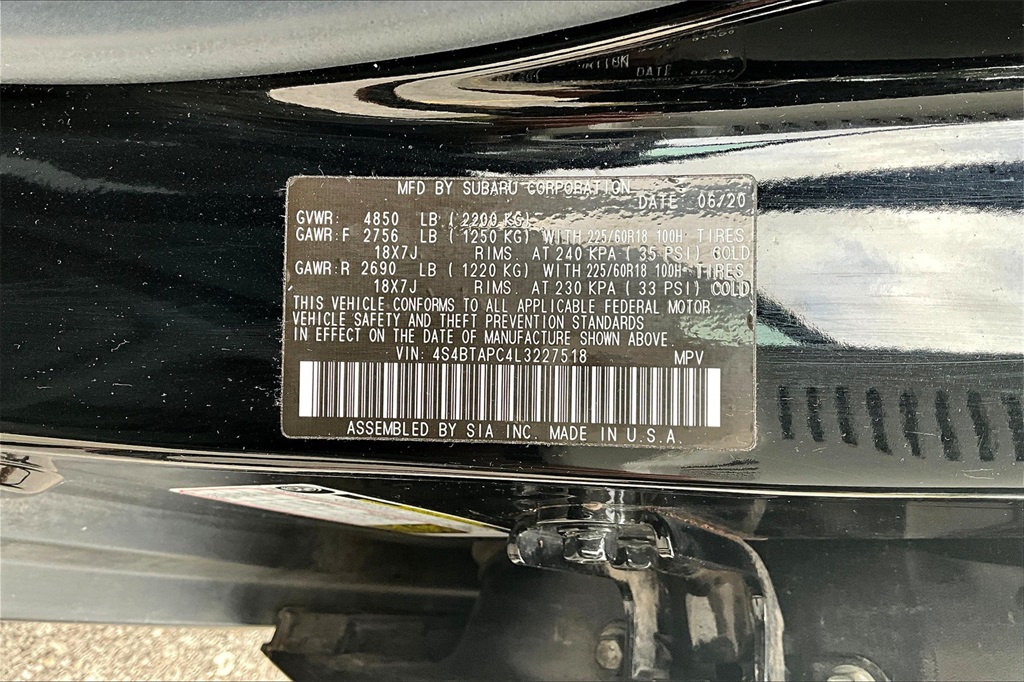 MFD BY SUBARU CORPORATION
DATE: 06/20
GVWR: 4850 LB ( 2200 KG)
GAWR: F 2756 LB ( 1250 KG) WITH 225/60R18 100H TIRES
18X7J RIMS. AT 240 KPA ( 35 PSI) COLD
GAWR: R 2690 LB ( 1220 KG) WITH 225/60R18 100H TIRES
18X7J RIMS. AT 230 KPA ( 33 PSI) COLD
THIS VEHICLE CONFORMS TO ALL APPLICABLE FEDERAL MOTOR
VEHICLE SAFETY AND THEFT PREVENTION STANDARDS
IN EFFECT ON THE DATE OF MANUFACTURE SHOWN ABOVE.
VIN: 4S4BTAPC4L3227518 MPV
ASSEMBLED BY SIA INC. MADE IN U.S.A.